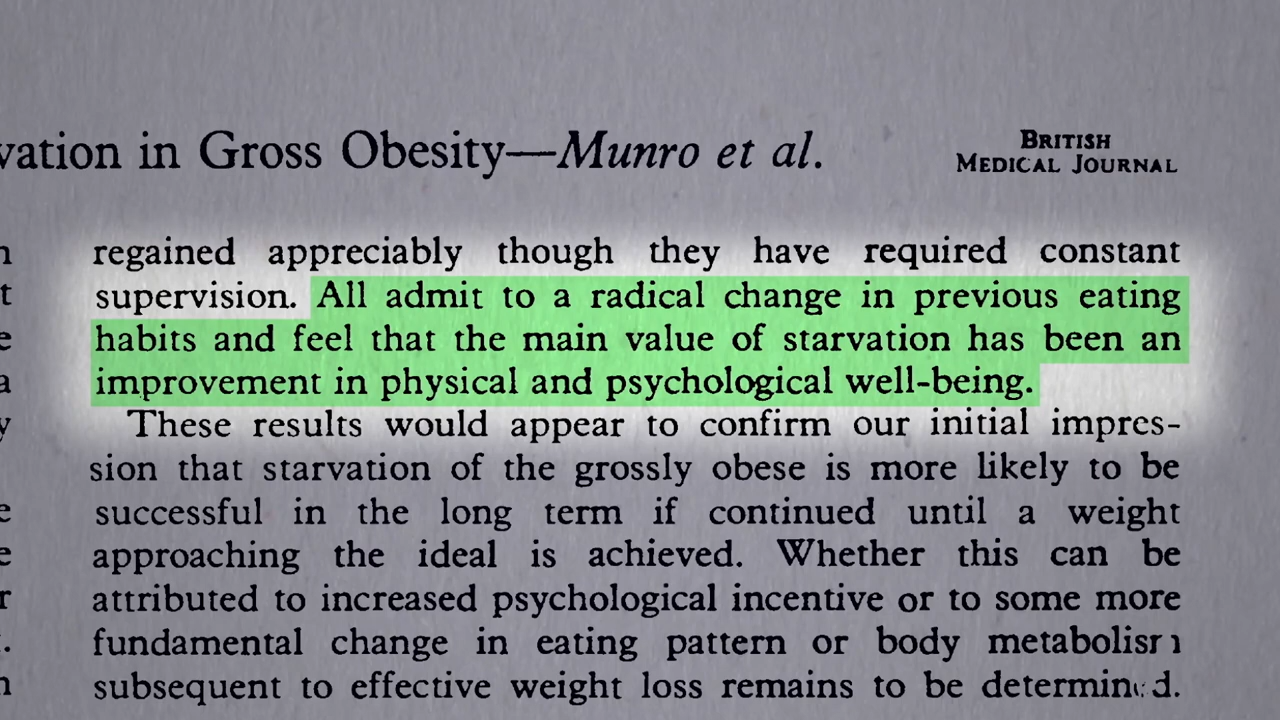 vation in Gross Obesity—Munro et al.
BRITISH
MEDICAL JOURNAL
regained appreciably though they have required constant
supervision. All admit to a radical change in previous eating
habits and feel that the main value of starvation has been an
improvement in physical and psychological well-being.
These results would appear to confirm our initial impres-
sion that starvation of the grossly obese is more likely to be
successful in the long term if continued until a weight
approaching the ideal is achieved. Whether this can be
attributed to increased psychological incentive or to some more
fundamental change in eating pattern or body metabolism
subsequent to effective weight loss remains to be determined.